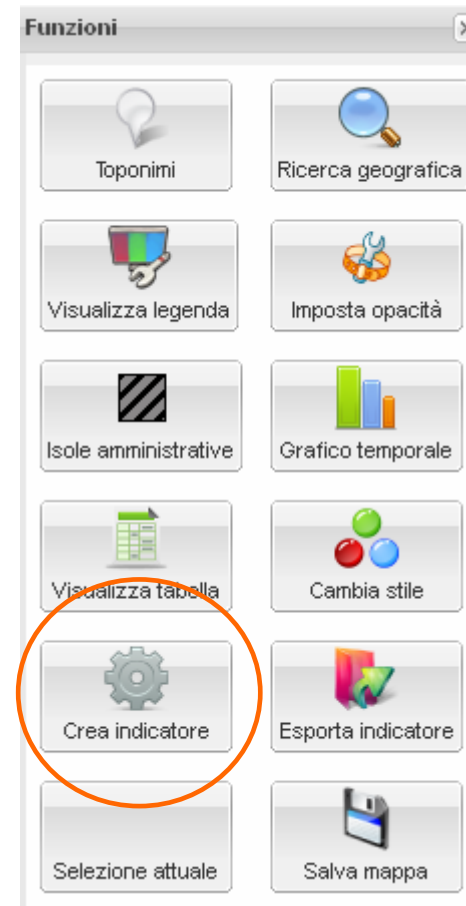 Funzioni
Toponimi
Ricerca geografica
Visualizza legenda
Imposta opacità
Isole amministrative
Grafico temporale
Visualizza tabella
Cambia stile
Crea indicatore
Esporta indicatore
Selezione attuale
Salva mappa